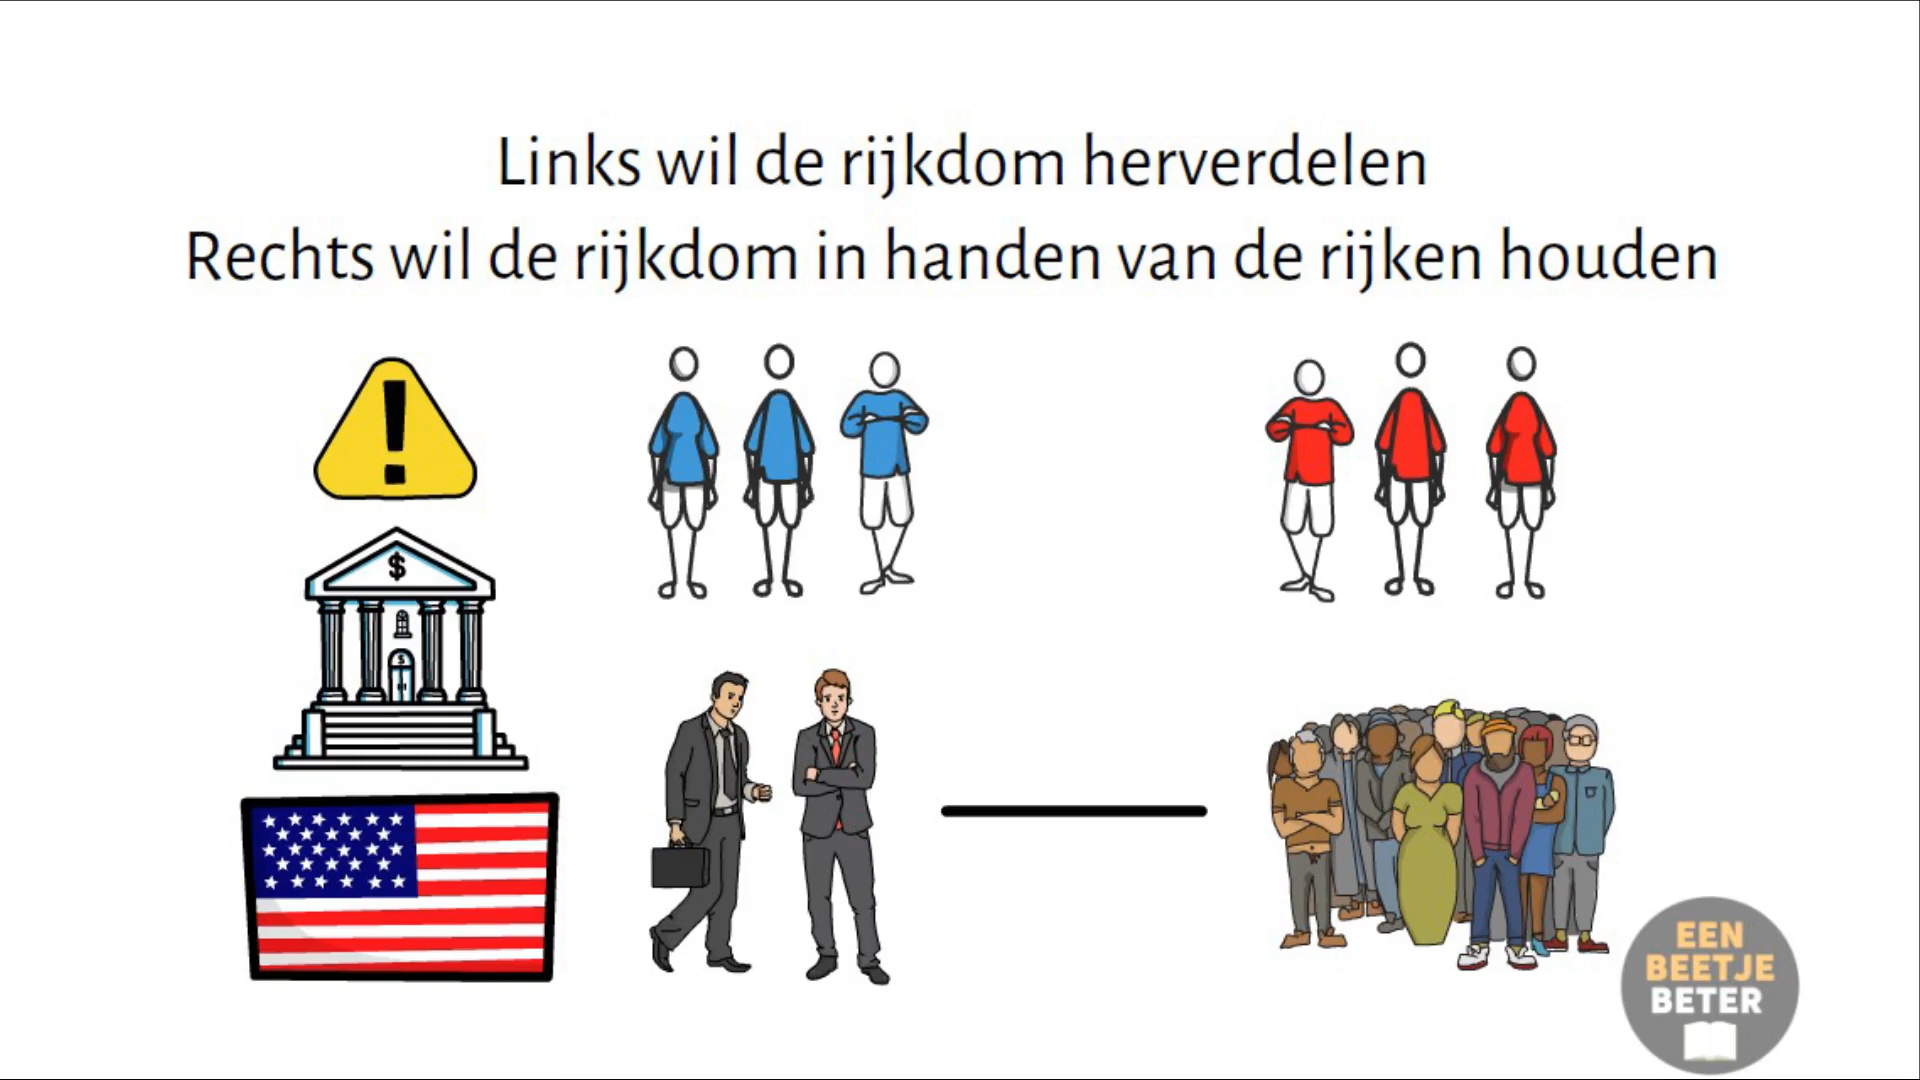 Links wil de rijkdom herverdelen
Rechts wil de rijkdom in handen van de rijken houden
!
$
$
EEN
BEETJE
BETER